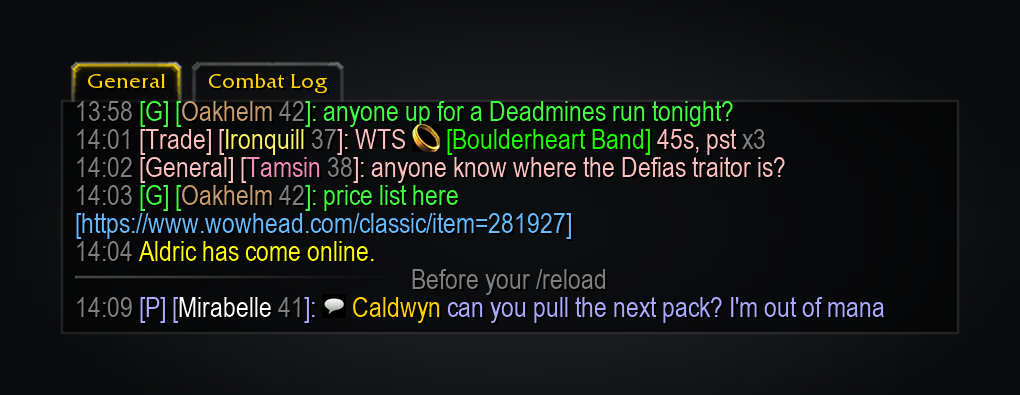 General
Combat Log
13:58 [G] [Oakhelm 42]: anyone up for a Deadmines run tonight?
14:01 [Trade] [Ironquill 37]: WTS [Boulderheart Band] 45s, pst x3
14:02 [General] [Tamsin 38]: anyone know where the Defias traitor is?
14:03 [G] [Oakhelm 42]: price list here
[https://www.wowhead.com/classic/item=281927]
14:04 Aldric has come online.
Before your /reload
14:09 [P] [Mirabelle 41]: Caldwyn can you pull the next pack? I'm out of mana